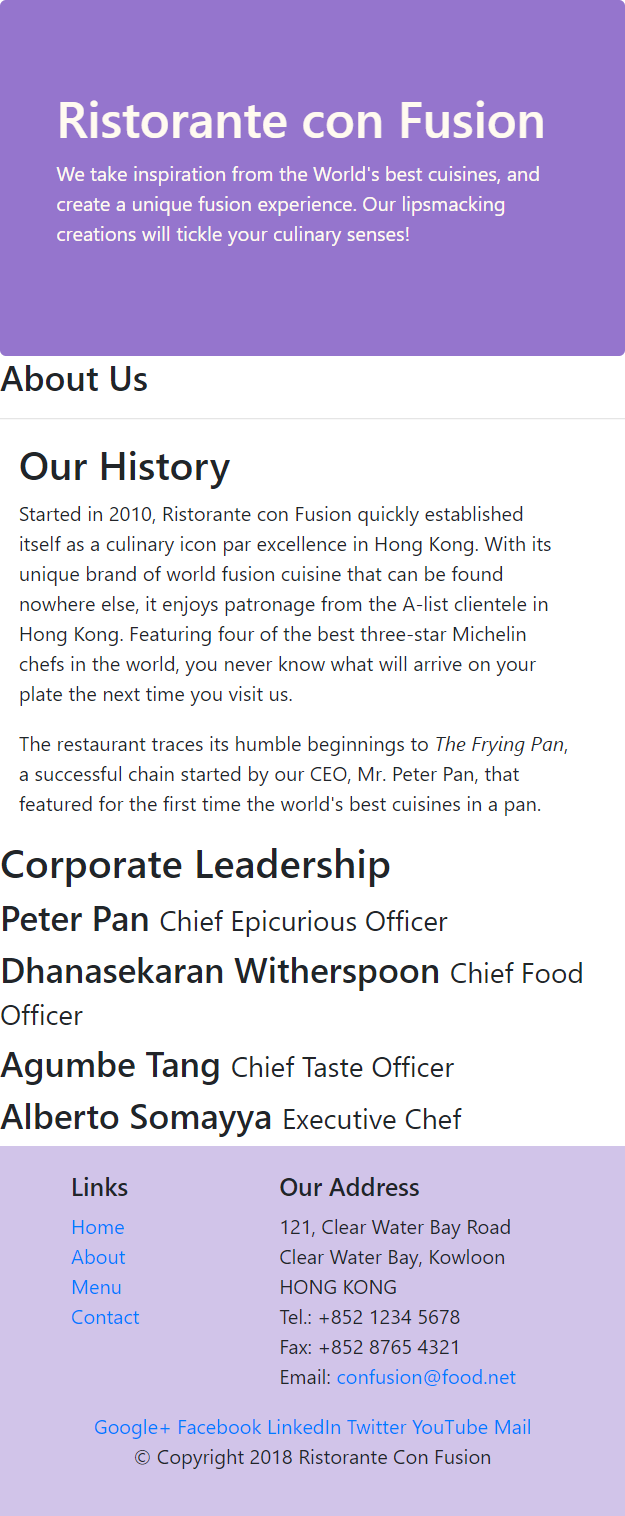 Ristorante con Fusion
We take inspiration from the World's best cuisines, and
create a unique fusion experience. Our lipsmacking
creations will tickle your culinary senses!
About Us
Our History
Started in 2010, Ristorante con Fusion quickly established
itself as a culinary icon par excellence in Hong Kong. With its
unique brand of world fusion cuisine that can be found
nowhere else, it enjoys patronage from the A-list clientele in
Hong Kong. Featuring four of the best three-star Michelin
chefs in the world, you never know what will arrive on your
plate the next time you visit us.
The restaurant traces its humble beginnings to The Frying Pan,
a successful chain started by our CEO, Mr. Peter Pan, that
featured for the first time the world's best cuisines in a pan.
Corporate Leadership
Peter Pan Chief Epicurious Officer
Dhanasekaran Witherspoon Chief Food
Officer
Agumbe Tang Chief Taste Officer
Alberto Somayya Executive Chef
Links
Home
About
Menu
Contact
Our Address
121, Clear Water Bay Road
Clear Water Bay, Kowloon
HONG KONG
Tel.: +852 1234 5678
Fax: +852 8765 4321
Email: confusion@food.net
Google+ Facebook LinkedIn Twitter YouTube Mail
© Copyright 2018 Ristorante Con Fusion